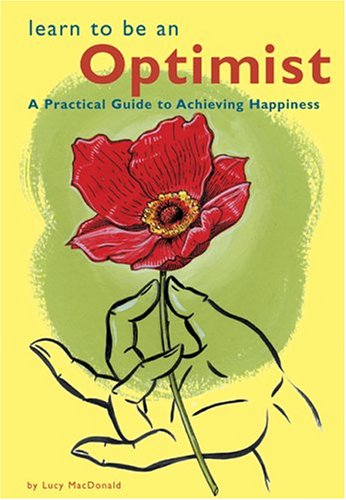 learn to be an
Optimist
A Practical Guide to Achieving Happiness
by Lucy MacDonald